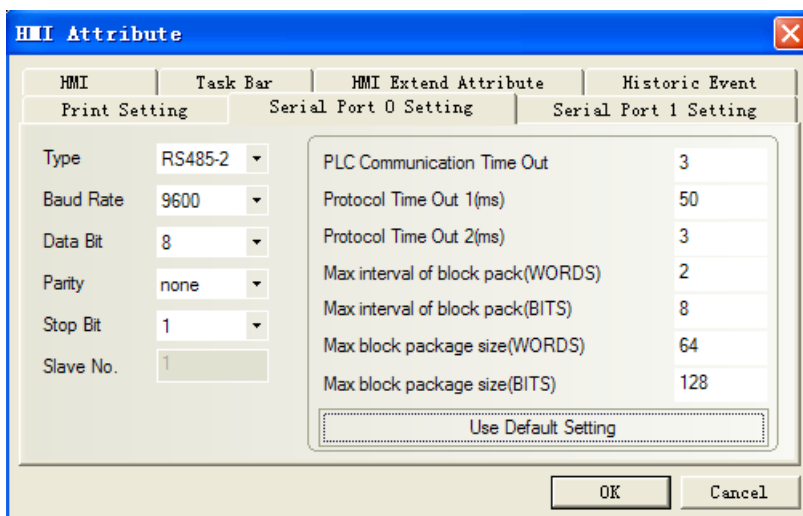 HMI Attribute
HMI Task Bar HMI Extend Attribute Historic Event
Print Setting Serial Port 0 Setting Serial Port 1 Setting
Type RS485-2
Baud Rate 9600
Data Bit 8
Parity none
Stop Bit 1
Slave No. 1
PLC Communication Time Out 3
Protocol Time Out 1(ms) 50
Protocol Time Out 2(ms) 3
Max interval of block pack(WORDS) 2
Max interval of block pack(BITS) 8
Max block package size(WORDS) 64
Max block package size(BITS) 128
Use Default Setting
OK Cancel